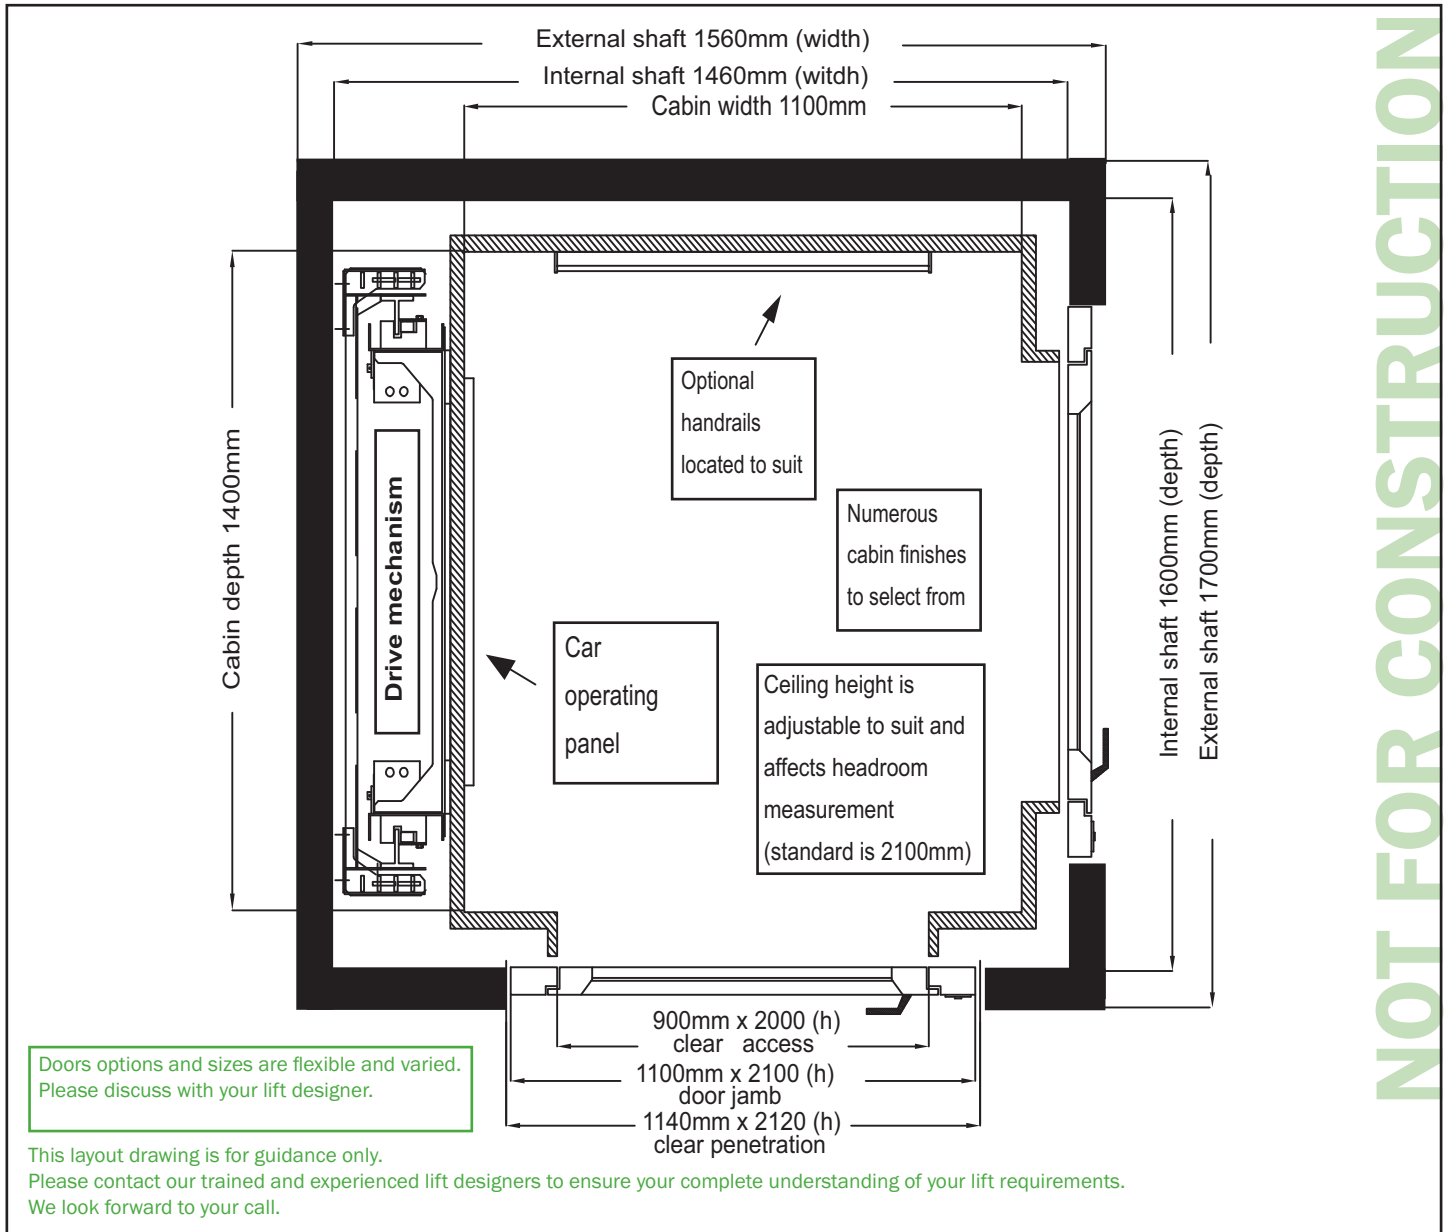 External shaft 1560mm (width)
Internal shaft 1460mm (witdh)
Cabin width 1100mm
Cabin depth 1400mm
Drive mechanism
Optional
handrails
located to suit
Numerous
cabin finishes
to select from
Car
operating
panel
Ceiling height is
adjustable to suit and
affects headroom
measurement
(standard is 2100mm)
Internal shaft 1600mm (depth)
External shaft 1700mm (depth)
NOT FOR CONSTRUCTION
900mm x 2000 (h)
clear access
1100mm x 2100 (h)
door jamb
1140mm x 2120 (h)
clear penetration
Doors options and sizes are flexible and varied.
Please discuss with your lift designer.
This layout drawing is for guidance only.
Please contact our trained and experienced lift designers to ensure your complete understanding of your lift requirements.
We look forward to your call.